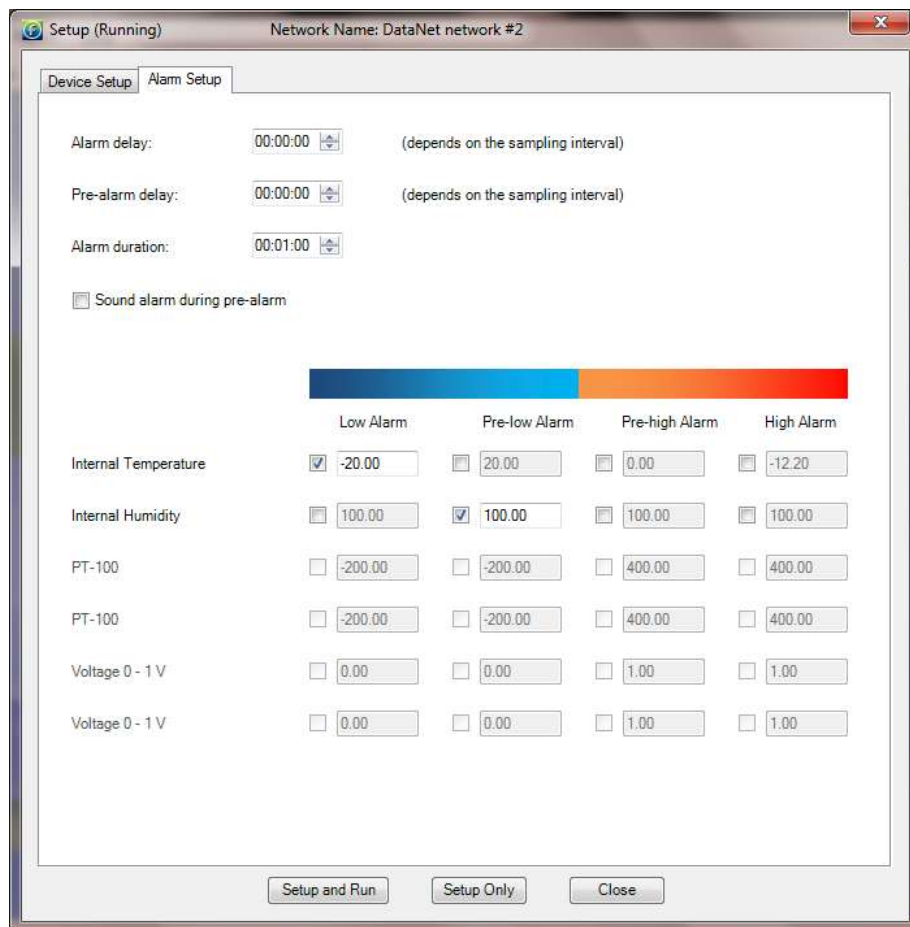 Setup (Running) Network Name: DataNet network #2
Device Setup Alarm Setup
Alarm delay: 00:00:00 (depends on the sampling interval)
Pre-alarm delay: 00:00:00 (depends on the sampling interval)
Alarm duration: 00:01:00
Sound alarm during pre-alarm
Low Alarm Pre-low Alarm Pre-high Alarm High Alarm
Internal Temperature -20.00 20.00 0.00 -12.20
Internal Humidity 100.00 100.00 100.00 100.00
PT-100 -200.00 -200.00 400.00 400.00
PT-100 -200.00 -200.00 400.00 400.00
Voltage 0 - 1 V 0.00 0.00 1.00 1.00
Voltage 0 - 1 V 0.00 0.00 1.00 1.00
Setup and Run Setup Only Close